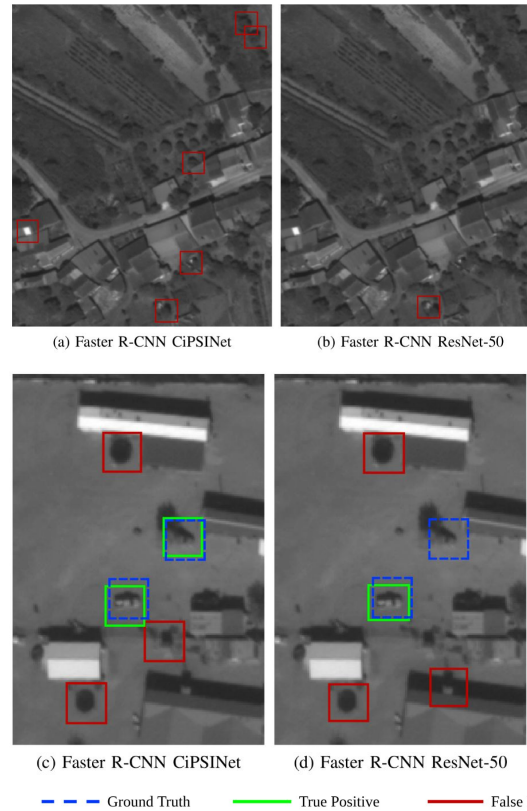 (a) Faster R-CNN CiPSINet
(b) Faster R-CNN ResNet-50
(c) Faster R-CNN CiPSINet
(d) Faster R-CNN ResNet-50
Ground Truth
True Positive
False